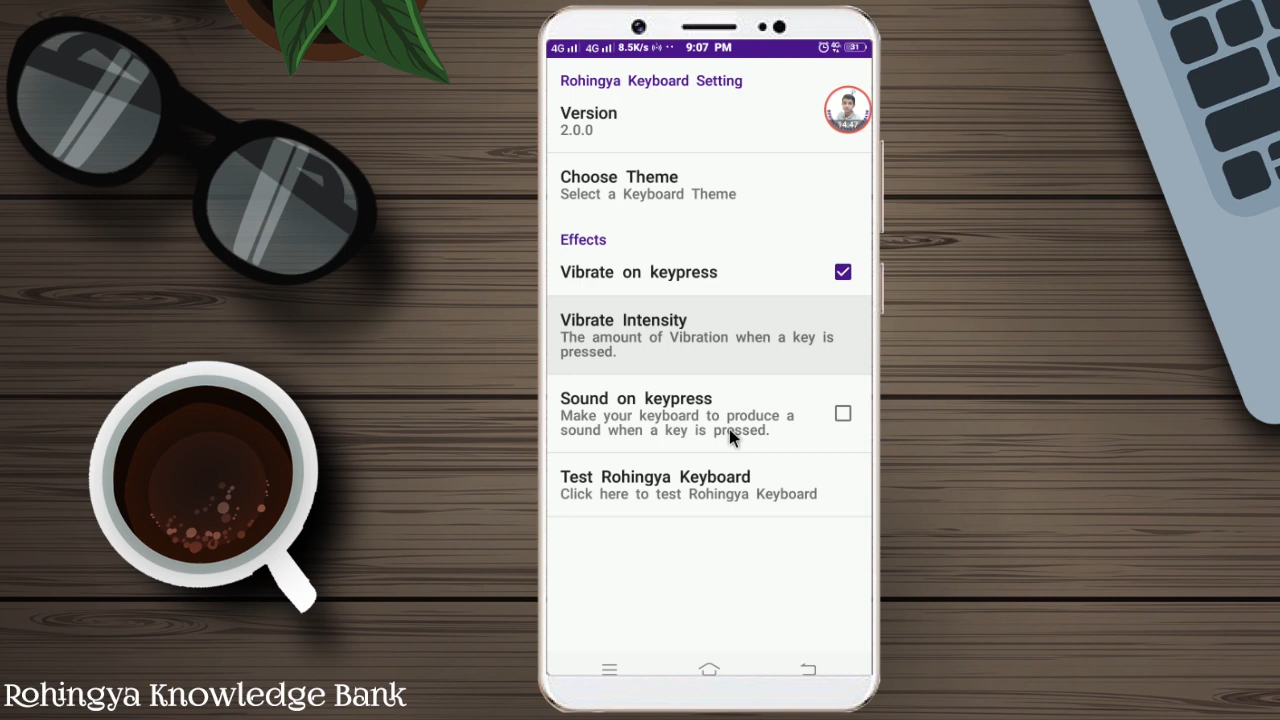 4G 4G 8.5K/s 9:07 PM 31
Rohingya Keyboard Setting
Version
2.0.0
14:47
Choose Theme
Select a Keyboard Theme
Effects
Vibrate on keypress
Vibrate Intensity
The amount of Vibration when a key is
pressed.
Sound on keypress
Make your keyboard to produce a
sound when a key is pressed.
Test Rohingya Keyboard
Click here to test Rohingya Keyboard
Rohingya Knowledge Bank